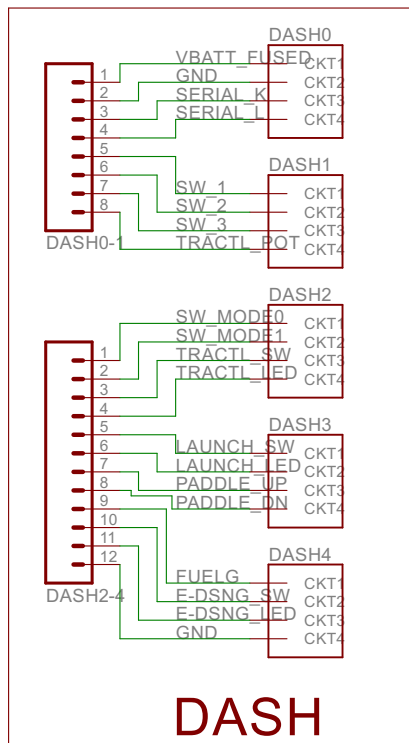 DASH0
VBATT_FUSED CKT1
1 GND CKT2
2 SERIAL_K CKT3
3 SERIAL_L CKT4
4
5 DASH1
6 SW_1 CKT1
7 SW_2 CKT2
8 SW_3 CKT3
DASH0-1 TRACTL_POT CKT4
DASH2
SW_MODE0 CKT1
SW_MODE1 CKT2
1 TRACTL_SW CKT3
2 TRACTL_LED CKT4
3
4
5 DASH3
6 LAUNCH_SW CKT1
7 LAUNCH_LED CKT2
8 PADDLE_UP CKT3
9 PADDLE_DN CKT4
10
11
12 DASH4
FUELG CKT1
DASH2-4 E-DSNG_SW CKT2
E-DSNG_LED CKT3
GND CKT4
DASH